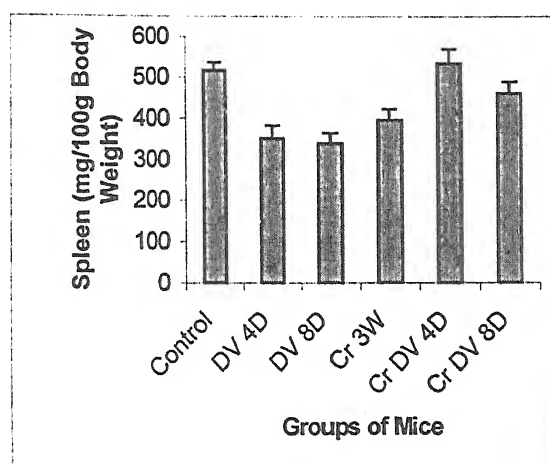 Spleen (mg/100g Body
Weight)
600
500
400
300
200
100
0
Control
DV 4D
DV 8D
Cr 3W
Cr DV 4D
Cr DV 8D
Groups of Mice